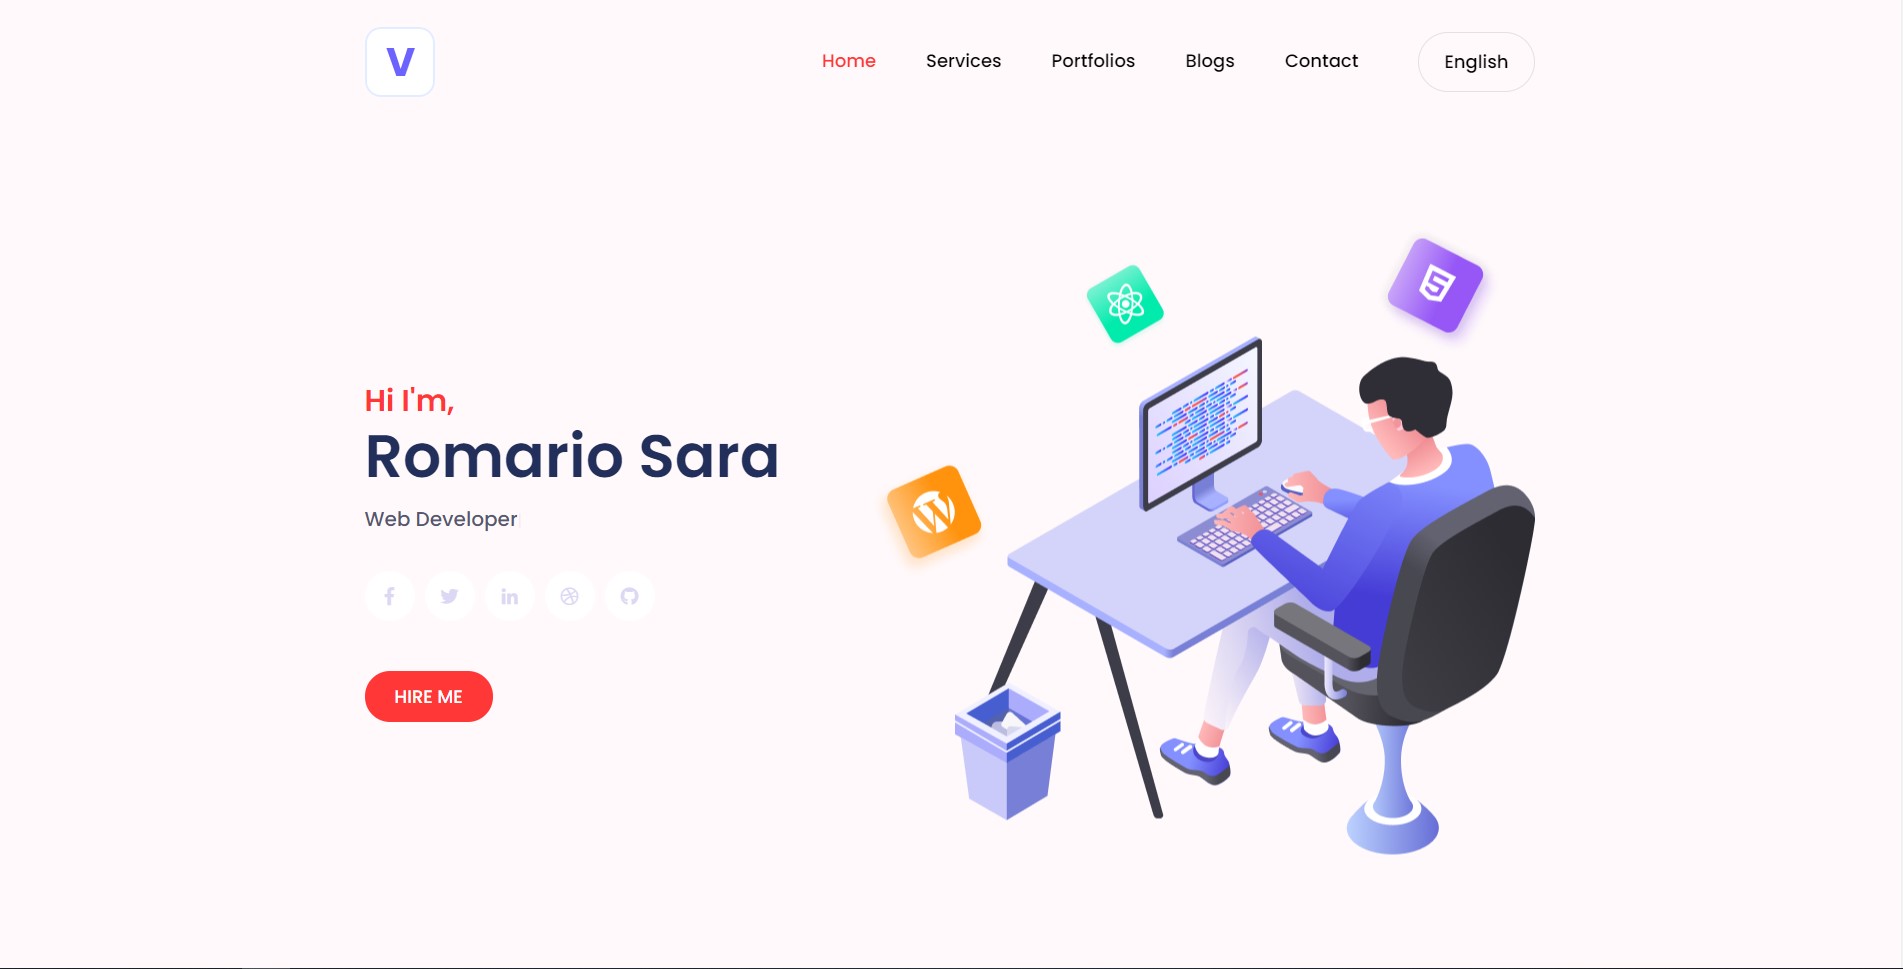 V
Home Services Portfolios Blogs Contact English
Hi I'm,
Romario Sara
Web Developer
HIRE ME